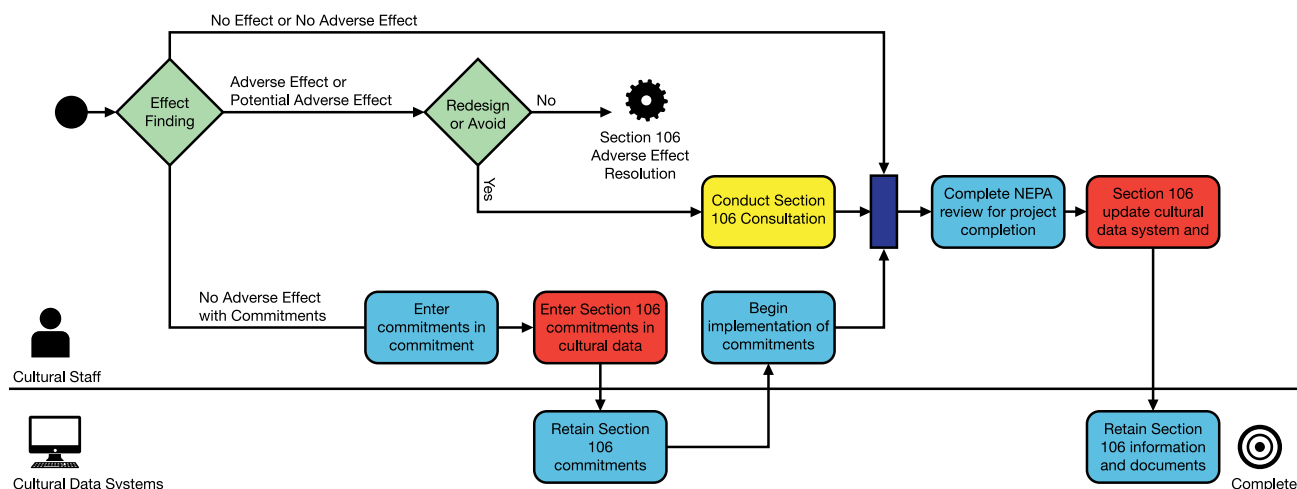 No Effect or No Adverse Effect
Effect
Finding
Adverse Effect or
Potential Adverse Effect
Redesign
or Avoid
No
Section 106
Adverse Effect
Resolution
Yes
Conduct Section
106 Consultation
Complete NEPA
review for project
completion
Section 106
update cultural
data system and
No Adverse Effect
with Commitments
Enter
commitments in
commitment
Enter Section 106
commitments in
cultural data
Begin
implementation of
commitments
Cultural Staff
Retain Section
106
commitments
Retain Section
106 information
and documents
Cultural Data Systems
Complete